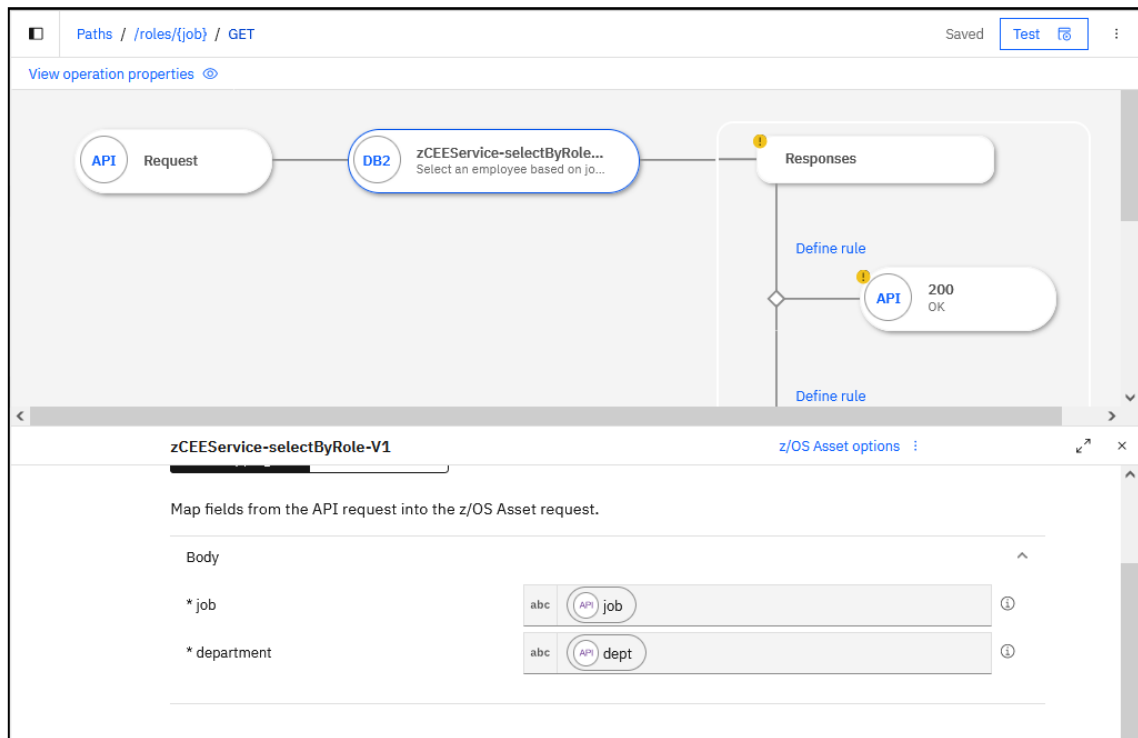 Paths / /roles/{job} / GET
Saved
Test
View operation properties
API Request
DB2 zCEEService-selectByRole...
Select an employee based on jo...
! Responses
Define rule
! API 200
OK
Define rule
zCEEService-selectByRole-V1
z/OS Asset options
Map fields from the API request into the z/OS Asset request.
Body
* job abc API job
* department abc API dept